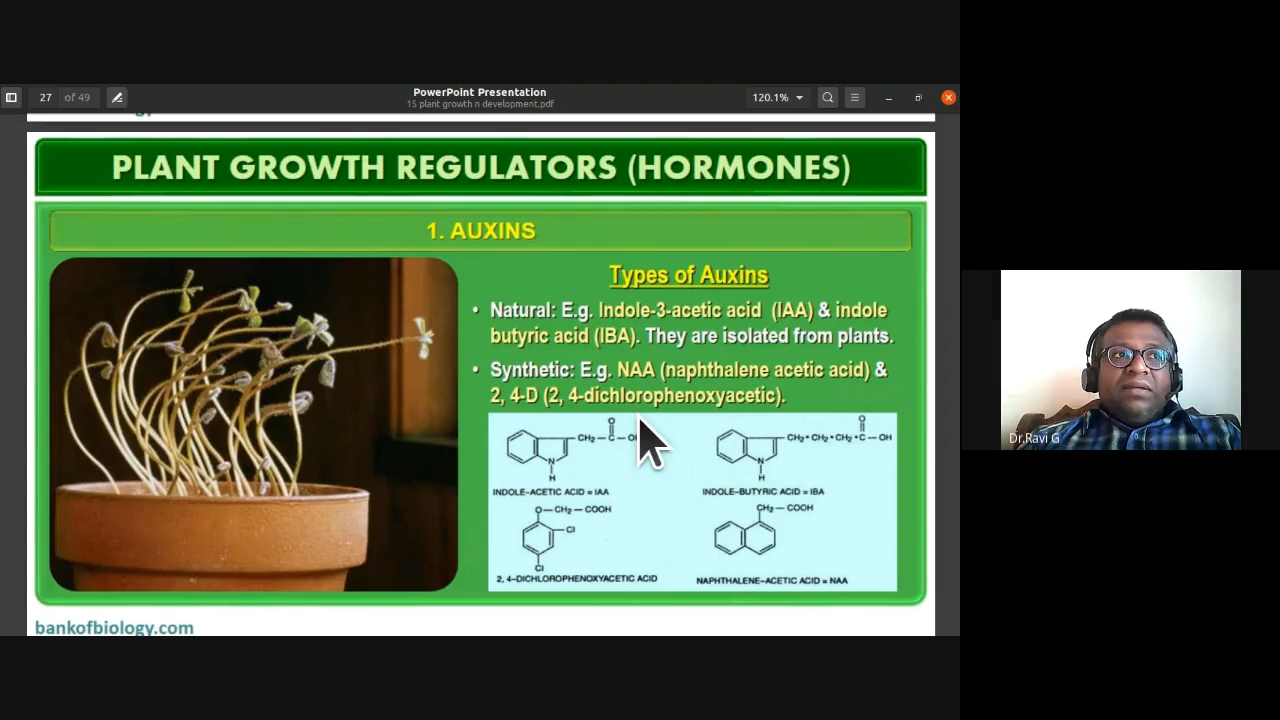 27 of 49
PowerPoint Presentation
15 plant growth n development.pdf
120.1%
PLANT GROWTH REGULATORS (HORMONES)
1. AUXINS
Types of Auxins
• Natural: E.g. Indole-3-acetic acid (IAA) & indole
butyric acid (IBA). They are isolated from plants.
• Synthetic: E.g. NAA (naphthalene acetic acid) &
2, 4-D (2, 4-dichlorophenoxyacetic).
O
CH₂—C—O
N
H
INDOLE-ACETIC ACID = IAA
O
CH₂•CH₂•CH₂•C—OH
N
H
INDOLE-BUTYRIC ACID = IBA
O—CH₂—COOH
Cl
Cl
2, 4-DICHLOROPHENOXYACETIC ACID
CH₂—COOH
NAPHTHALENE-ACETIC ACID = NAA
bankofbiology.com
Dr.Ravi G